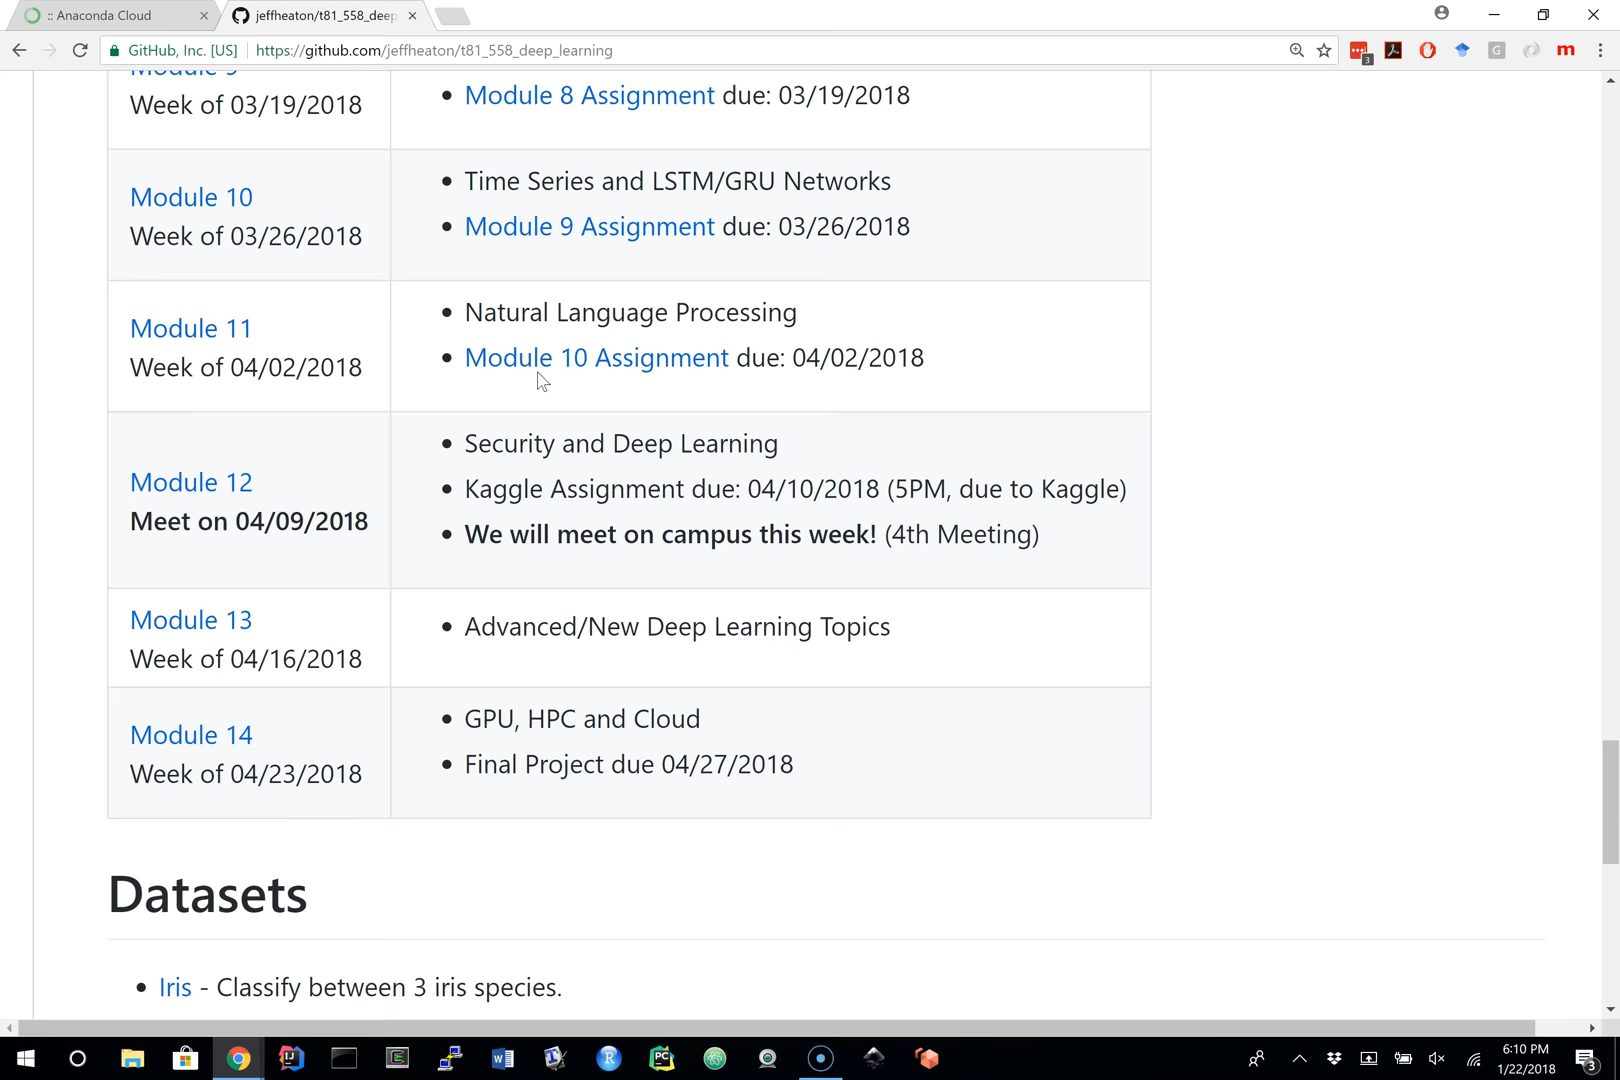 :: Anaconda Cloud
jeffheaton/t81_558_deep
GitHub, Inc. [US]
https://github.com/jeffheaton/t81_558_deep_learning
3
G
m
Module 9
Week of 03/19/2018
Module 8 Assignment due: 03/19/2018
Module 10
Week of 03/26/2018
Time Series and LSTM/GRU Networks
Module 9 Assignment due: 03/26/2018
Module 11
Week of 04/02/2018
Natural Language Processing
Module 10 Assignment due: 04/02/2018
Module 12
Meet on 04/09/2018
Security and Deep Learning
Kaggle Assignment due: 04/10/2018 (5PM, due to Kaggle)
We will meet on campus this week! (4th Meeting)
Module 13
Week of 04/16/2018
Advanced/New Deep Learning Topics
Module 14
Week of 04/23/2018
GPU, HPC and Cloud
Final Project due 04/27/2018
Datasets
Iris - Classify between 3 iris species.
IJ
W
R
PC
6:10 PM
1/22/2018
3